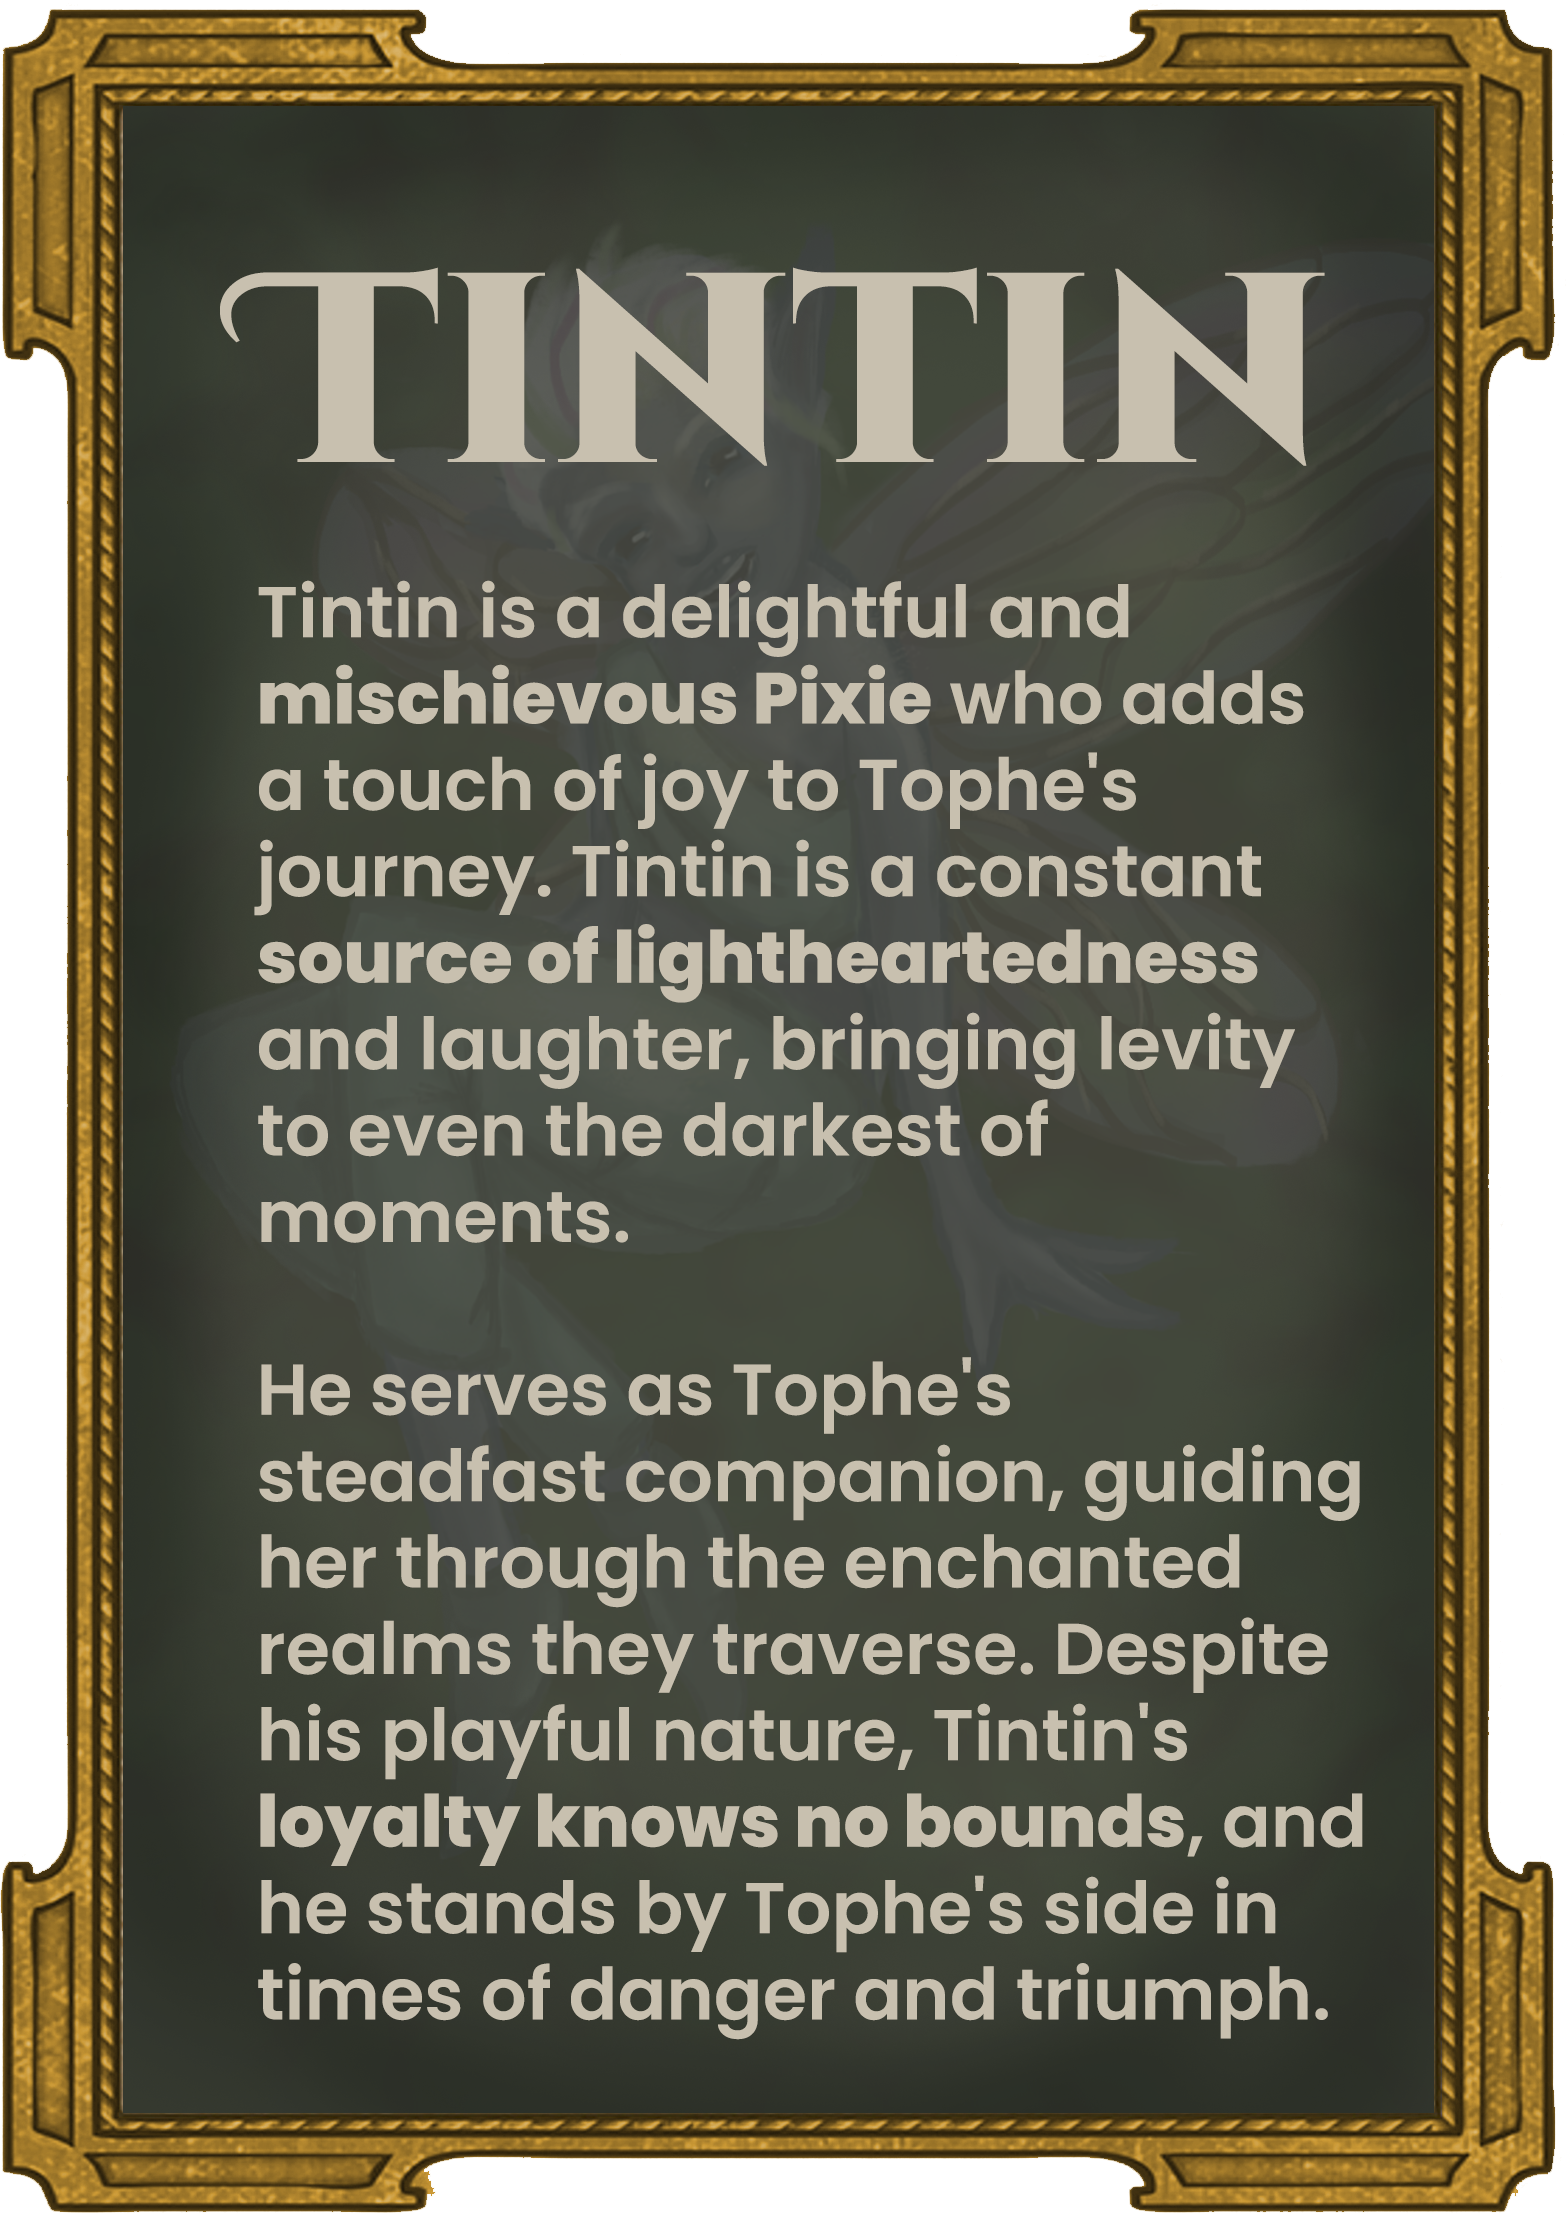 TINTIN
Tintin is a delightful and
mischievous Pixie who adds
a touch of joy to Tophe's
journey. Tintin is a constant
source of lightheartedness
and laughter, bringing levity
to even the darkest of
moments.
He serves as Tophe's
steadfast companion, guiding
her through the enchanted
realms they traverse. Despite
his playful nature, Tintin's
loyalty knows no bounds, and
he stands by Tophe's side in
times of danger and triumph.